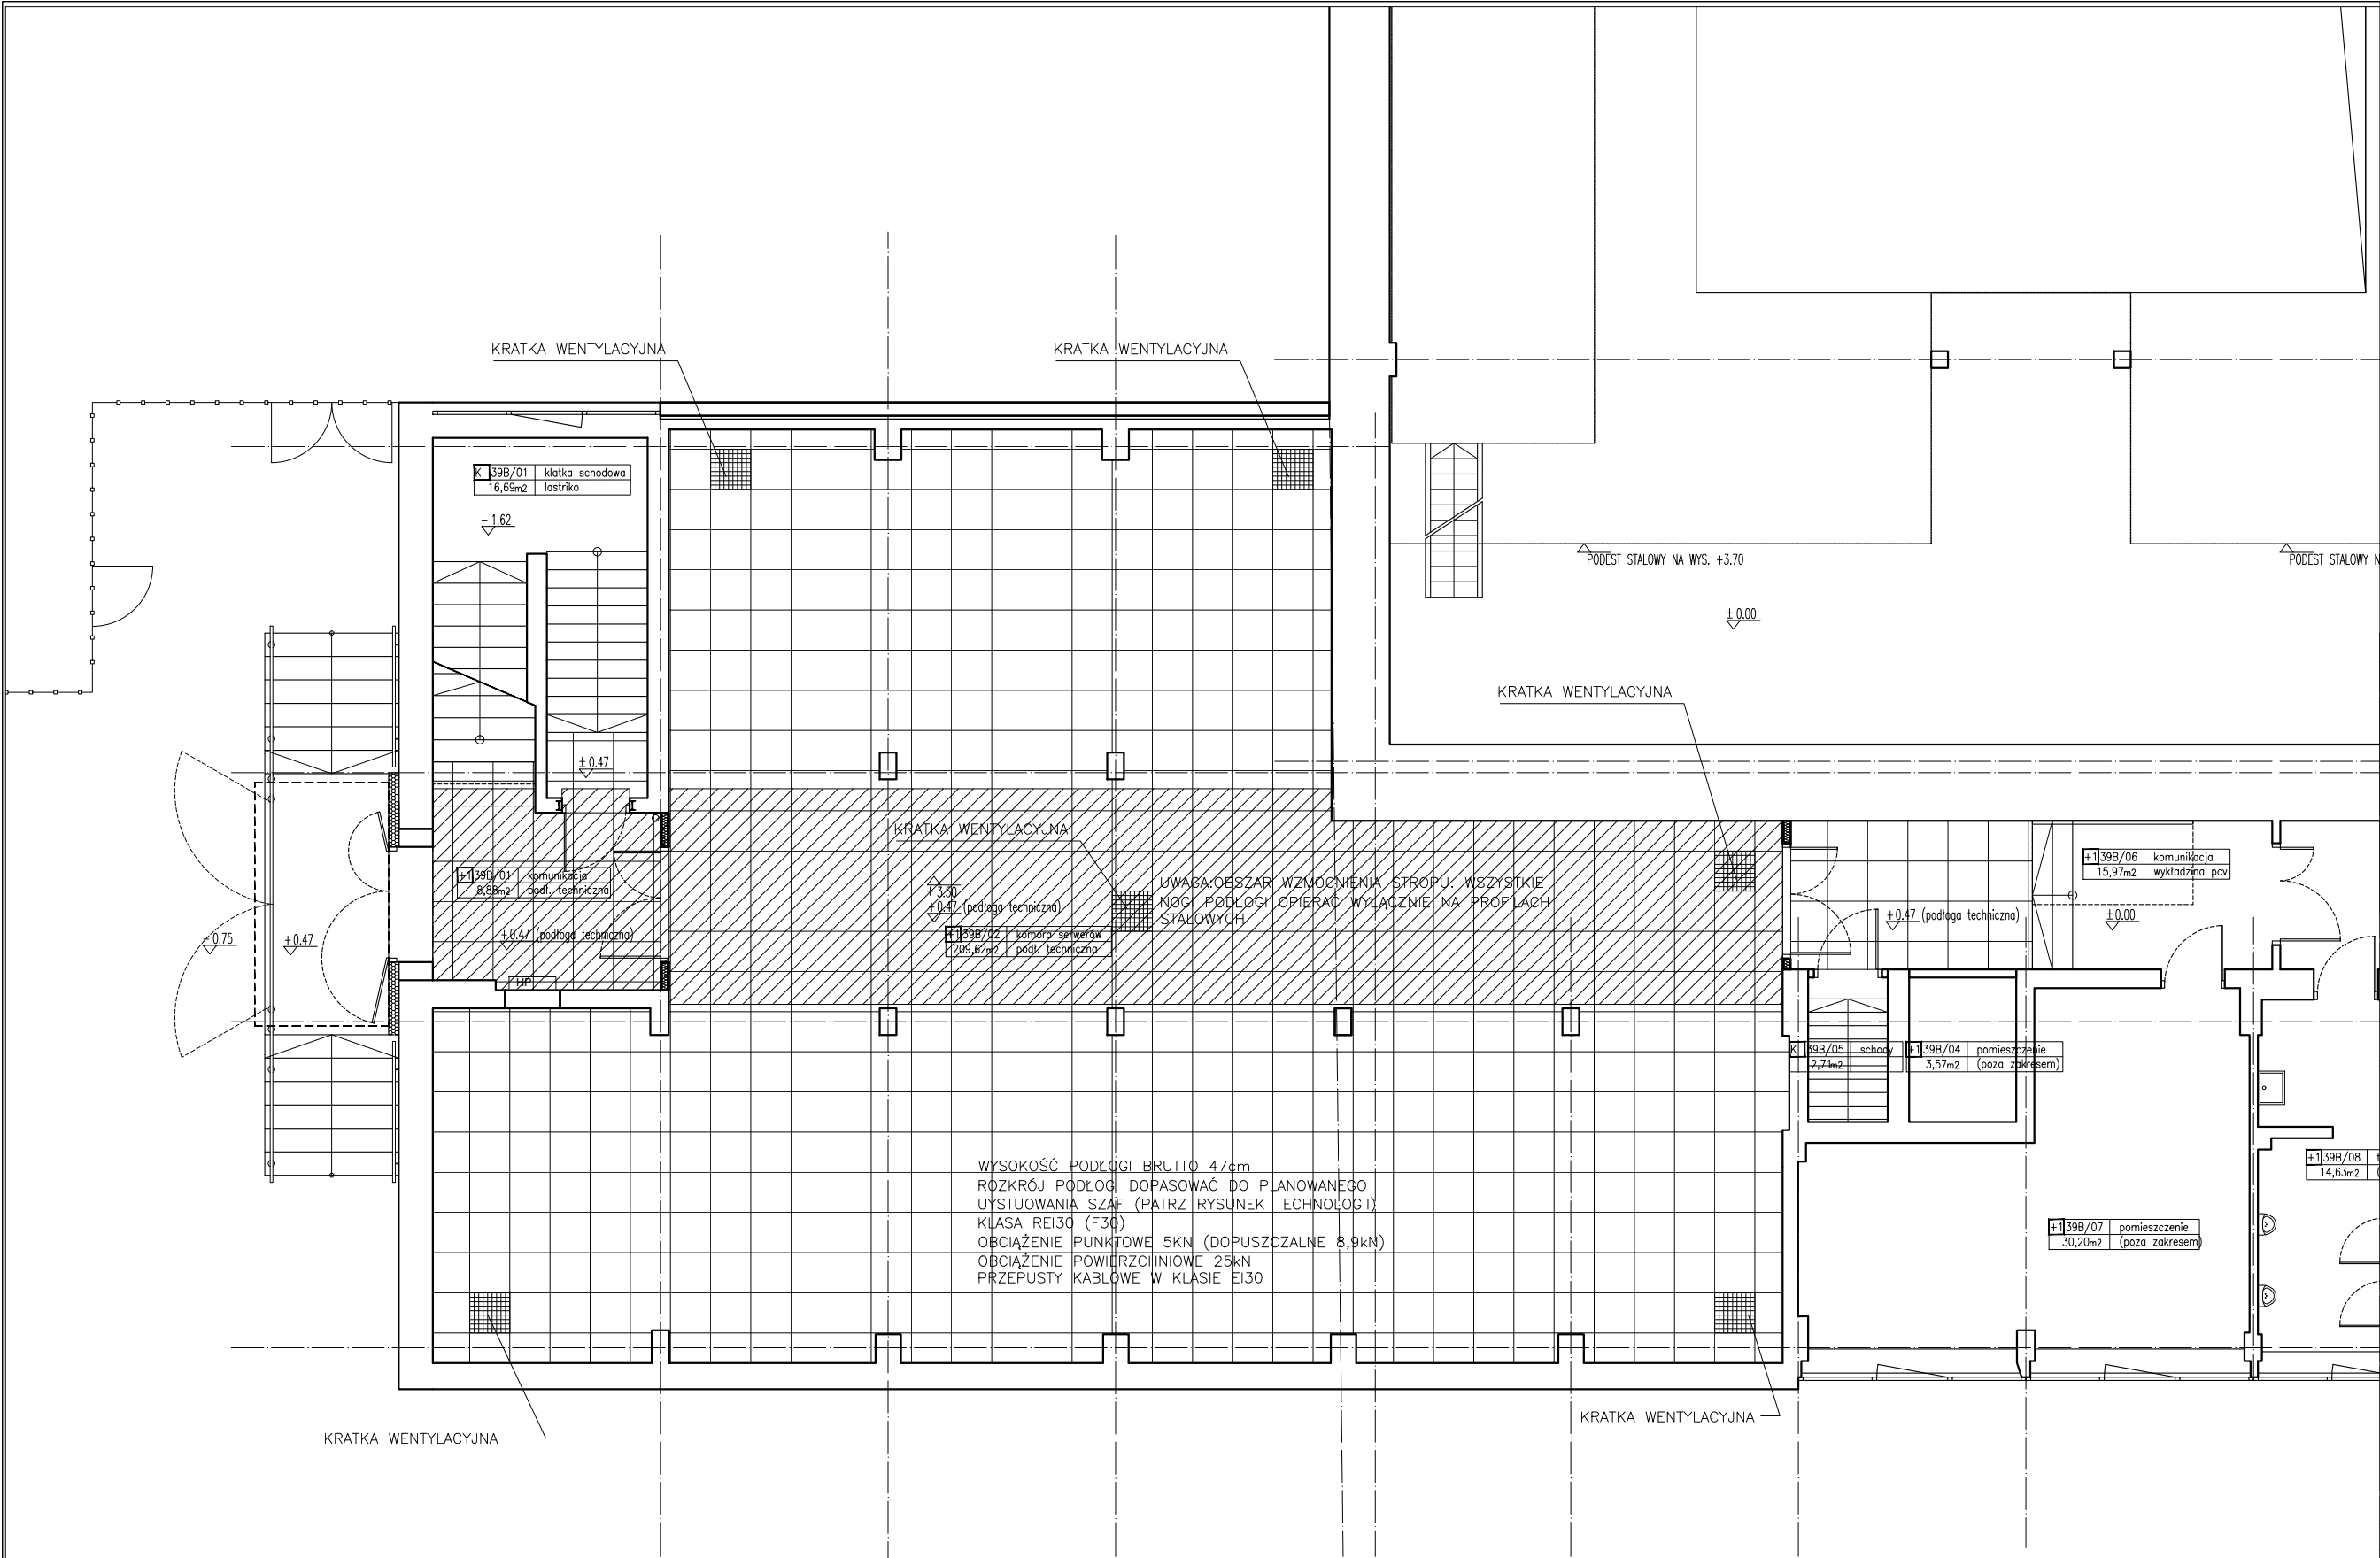 KRATKA WENTYLACYJNA
KRATKA WENTYLACYJNA
K 39B/01 klatka schodowa
16,69m2 lastriko
-1.62
PODEST STALOWY NA WYS. +3.70
PODEST STALOWY N
±0.00
KRATKA WENTYLACYJNA
±0.47
KRATKA WENTYLACYJNA
+1 39B/01 komunikacja
8,88m2 podł. techniczna
+3.50
+0.47 (podłoga techniczna)
UWAGA:OBSZAR WZMOCNIENIA STROPU. WSZYSTKIE
NOGI PODŁOGI OPIERAĆ WYŁĄCZNIE NA PROFILACH
STALOWYCH
+1 39B/06 komunikacja
15,97m2 wykładzina pcv
-0.75
+0.47
+0.47 (podłoga techniczna)
+1 39B/02 komora serwerów
209,62m2 podł. techniczna
+0.47 (podłoga techniczna)
±0.00
HP
K 39B/05 schody
2,71m2
+1 39B/04 pomieszczenie
3,57m2 (poza zakresem)
WYSOKOŚĆ PODŁOGI BRUTTO 47cm
ROZKRÓJ PODŁOGI DOPASOWAĆ DO PLANOWANEGO
UYSTUOWANIA SZAF (PATRZ RYSUNEK TECHNOLOGII)
KLASA REI30 (F30)
OBCIĄŻENIE PUNKTOWE 5KN (DOPUSZCZALNE 8,9kN)
OBCIĄŻENIE POWIERZCHNIOWE 25kN
PRZEPUSTY KABLOWE W KLASIE EI30
+1 39B/08
14,63m2
+1 39B/07 pomieszczenie
30,20m2 (poza zakresem)
KRATKA WENTYLACYJNA
KRATKA WENTYLACYJNA